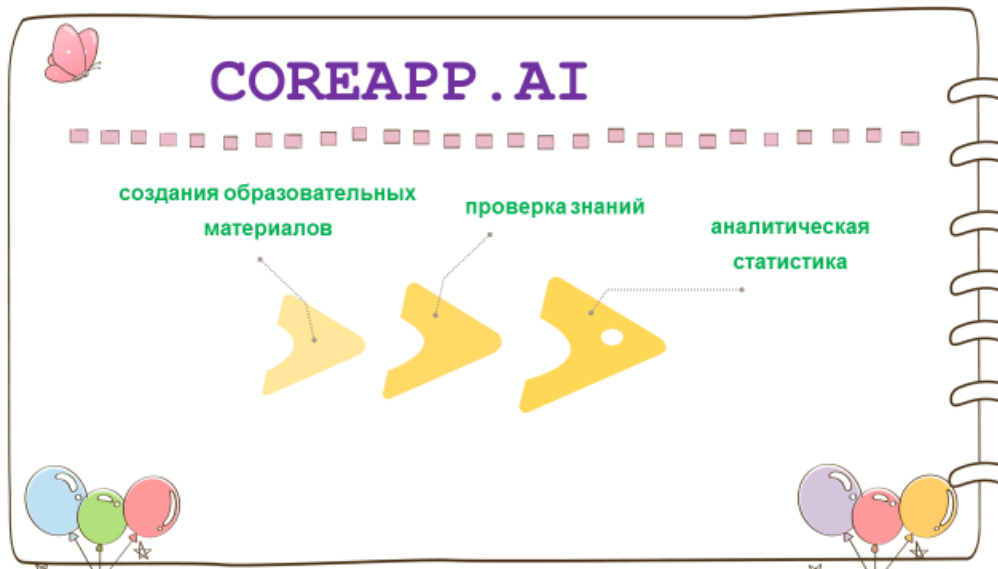 COREAPP.AI
создания образовательных
материалов
проверка знаний
аналитическая
статистика